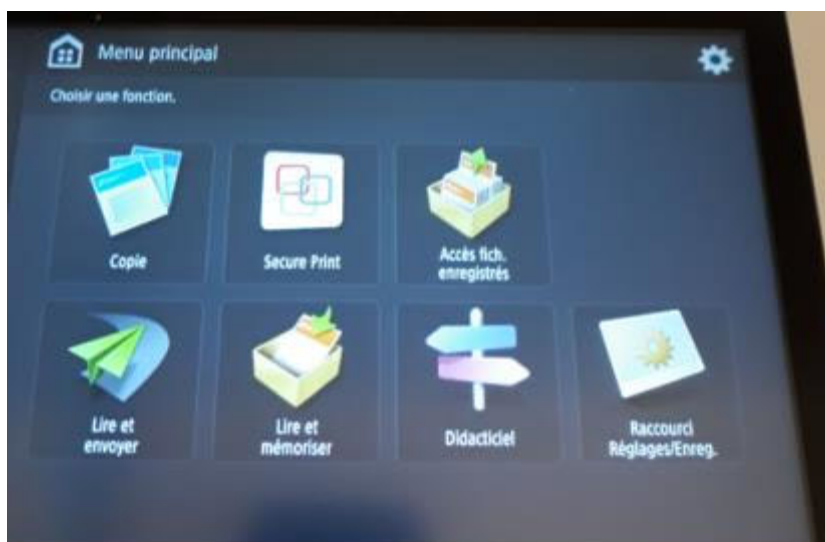 Menu principal
Choisir une fonction.
Copie
Secure Print
Accès fich.
enregistrés
Lire et
envoyer
Lire et
mémoriser
Didacticiel
Raccourci
Réglages/Enreg.